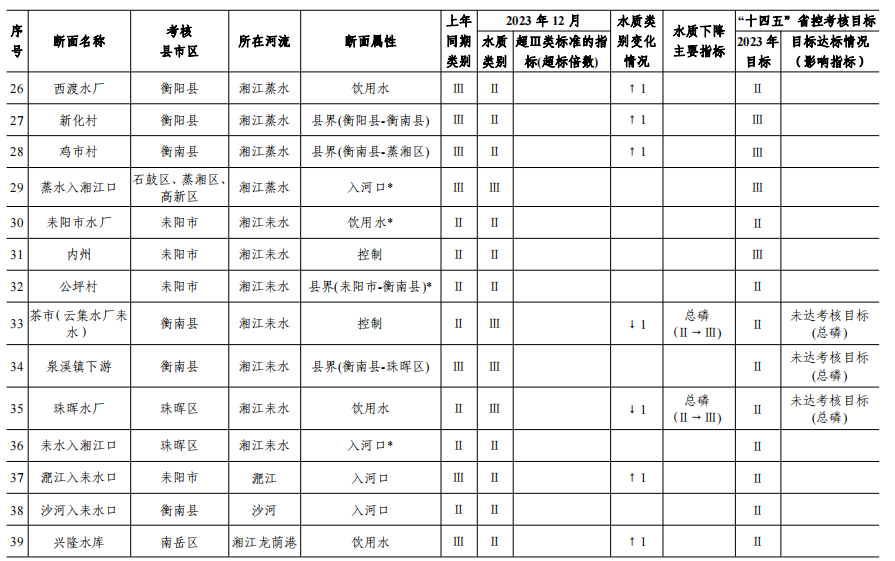 序号 断面名称 考核县市区 所在河流 断面属性 上年同期类别 2023 年 12 月 水质类别变化情况 水质下降主要指标 “十四五”省控考核目标
水质类别 超Ⅲ类标准的指标(超标倍数) 2023 年目标 目标达标情况（影响指标）
26 西渡水厂 衡阳县 湘江蒸水 饮用水 Ⅲ Ⅱ ↑ 1 Ⅱ
27 新化村 衡阳县 湘江蒸水 县界(衡阳县-衡南县) Ⅲ Ⅱ ↑ 1 Ⅲ
28 鸡市村 衡南县 湘江蒸水 县界(衡南县-蒸湘区) Ⅲ Ⅱ ↑ 1 Ⅲ
29 蒸水入湘江口 石鼓区、蒸湘区、高新区 湘江蒸水 入河口* Ⅲ Ⅲ Ⅲ
30 耒阳市水厂 耒阳市 湘江耒水 饮用水* Ⅱ Ⅱ Ⅱ
31 内州 耒阳市 湘江耒水 控制 Ⅱ Ⅱ Ⅲ
32 公坪村 耒阳市 湘江耒水 县界(耒阳市-衡南县)* Ⅱ Ⅱ Ⅱ
33 茶市(云集水厂耒水) 衡南县 湘江耒水 控制 Ⅱ Ⅲ ↓ 1 总磷(Ⅱ→Ⅲ) Ⅱ 未达考核目标(总磷)
34 泉溪镇下游 衡南县 湘江耒水 县界(衡南县-珠晖区) Ⅲ Ⅲ Ⅱ 未达考核目标(总磷)
35 珠晖水厂 珠晖区 湘江耒水 饮用水 Ⅱ Ⅲ ↓ 1 总磷(Ⅱ→Ⅲ) Ⅱ 未达考核目标(总磷)
36 耒水入湘江口 珠晖区 湘江耒水 入河口* Ⅱ Ⅱ Ⅱ
37 淝江入耒水口 耒阳市 淝江 入河口 Ⅲ Ⅱ ↑ 1 Ⅱ
38 沙河入耒水口 衡南县 沙河 入河口 Ⅱ Ⅱ Ⅱ
39 兴隆水库 南岳区 湘江龙荫港 饮用水 Ⅲ Ⅱ ↑ 1 Ⅱ